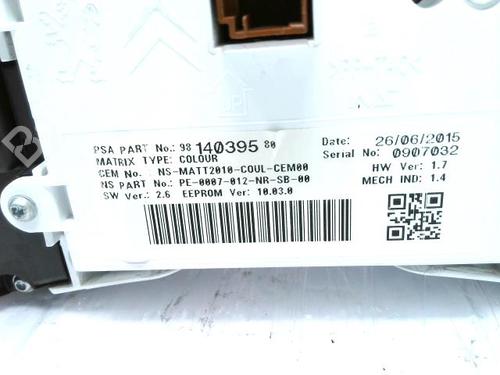 PSA PART No.: 98 140395 80
MATRIX TYPE: COLOUR
CEM No. : NS-MATT2010-COUL-CEM00
NS PART No.: PE-0007-012-NR-SB-00
SW Ver.: 2.6 EEPROM Ver: 10.03.0
Date: 26/06/2015
Serial No: 0907032
HW Ver: 1.7
MECH IND: 1.4